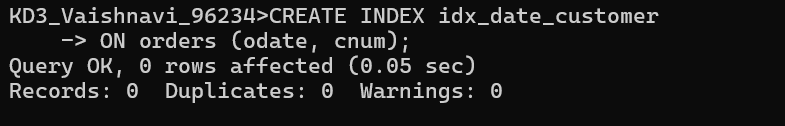 KD3_Vaishnavi_96234>CREATE INDEX idx_date_customer
    -> ON orders (odate, cnum);
Query OK, 0 rows affected (0.05 sec)
Records: 0  Duplicates: 0  Warnings: 0